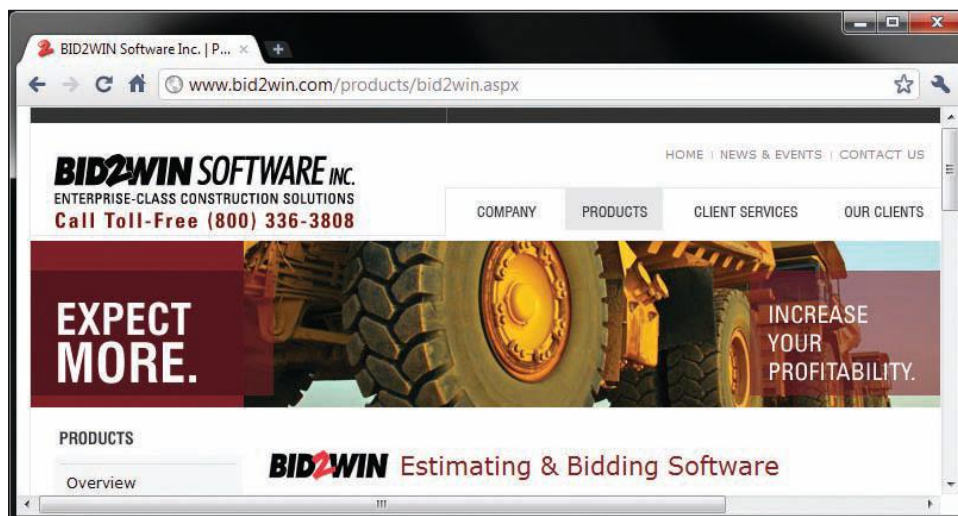 BID2WIN Software Inc. | P...
www.bid2win.com/products/bid2win.aspx
BID2WIN SOFTWARE INC.
ENTERPRISE-CLASS CONSTRUCTION SOLUTIONS
Call Toll-Free (800) 336-3808
HOME | NEWS & EVENTS | CONTACT US
COMPANY PRODUCTS CLIENT SERVICES OUR CLIENTS
EXPECT
MORE.
INCREASE
YOUR
PROFITABILITY.
PRODUCTS
Overview
BID2WIN Estimating & Bidding Software